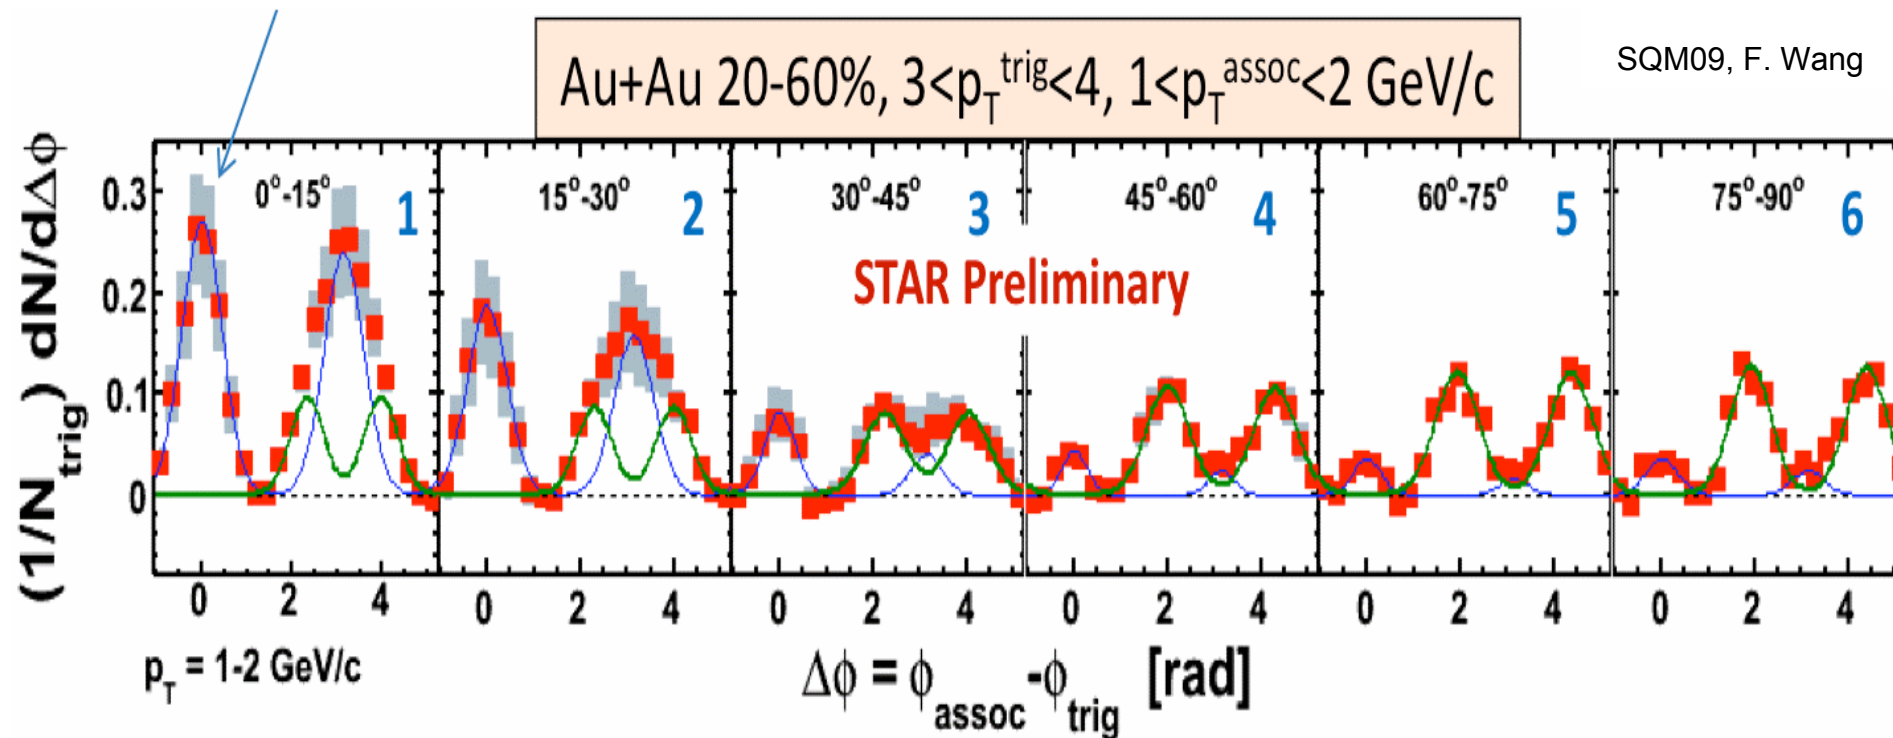 SQM09, F. Wang
Au+Au 20-60%, 3<p_T^trig<4, 1<p_T^assoc<2 GeV/c
(1/N_trig) dN/dΔϕ
0.3
0.2
0.1
0
0°-15° 1
15°-30° 2
30°-45° 3
45°-60° 4
60°-75° 5
75°-90° 6
STAR Preliminary
0 2 4 0 2 4 0 2 4 0 2 4 0 2 4 0 2 4
p_T = 1-2 GeV/c
Δϕ = ϕ_assoc-ϕ_trig [rad]